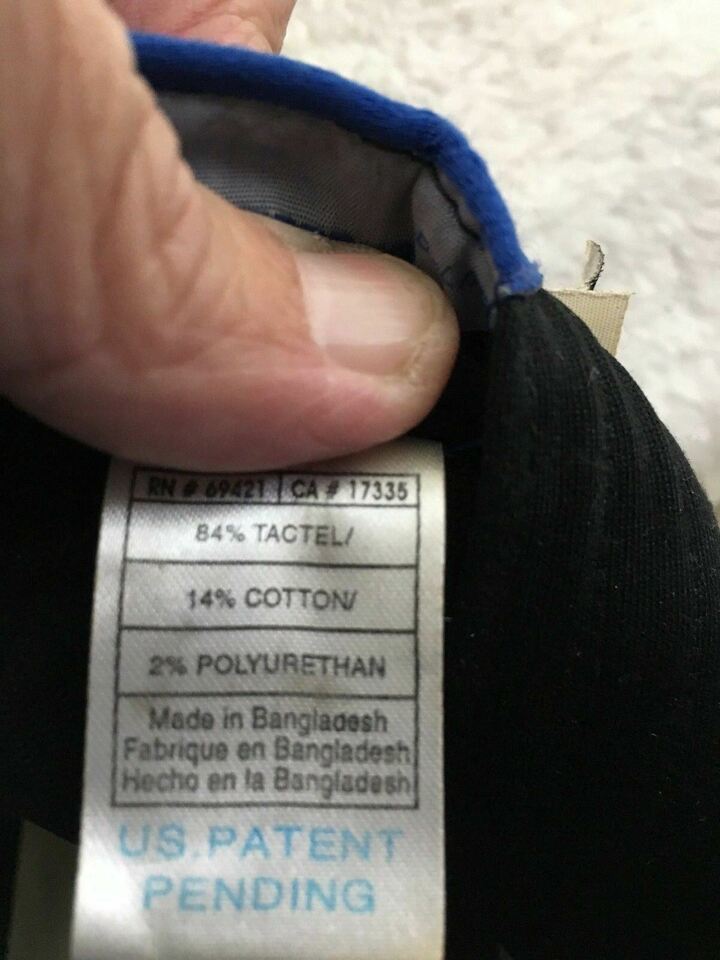 RN # 69421 CA # 17335
84% TACTEL/
14% COTTON/
2% POLYURETHAN
Made in Bangladesh
Fabrique en Bangladesh
Hecho en la Bangladesh
US.PATENT
PENDING